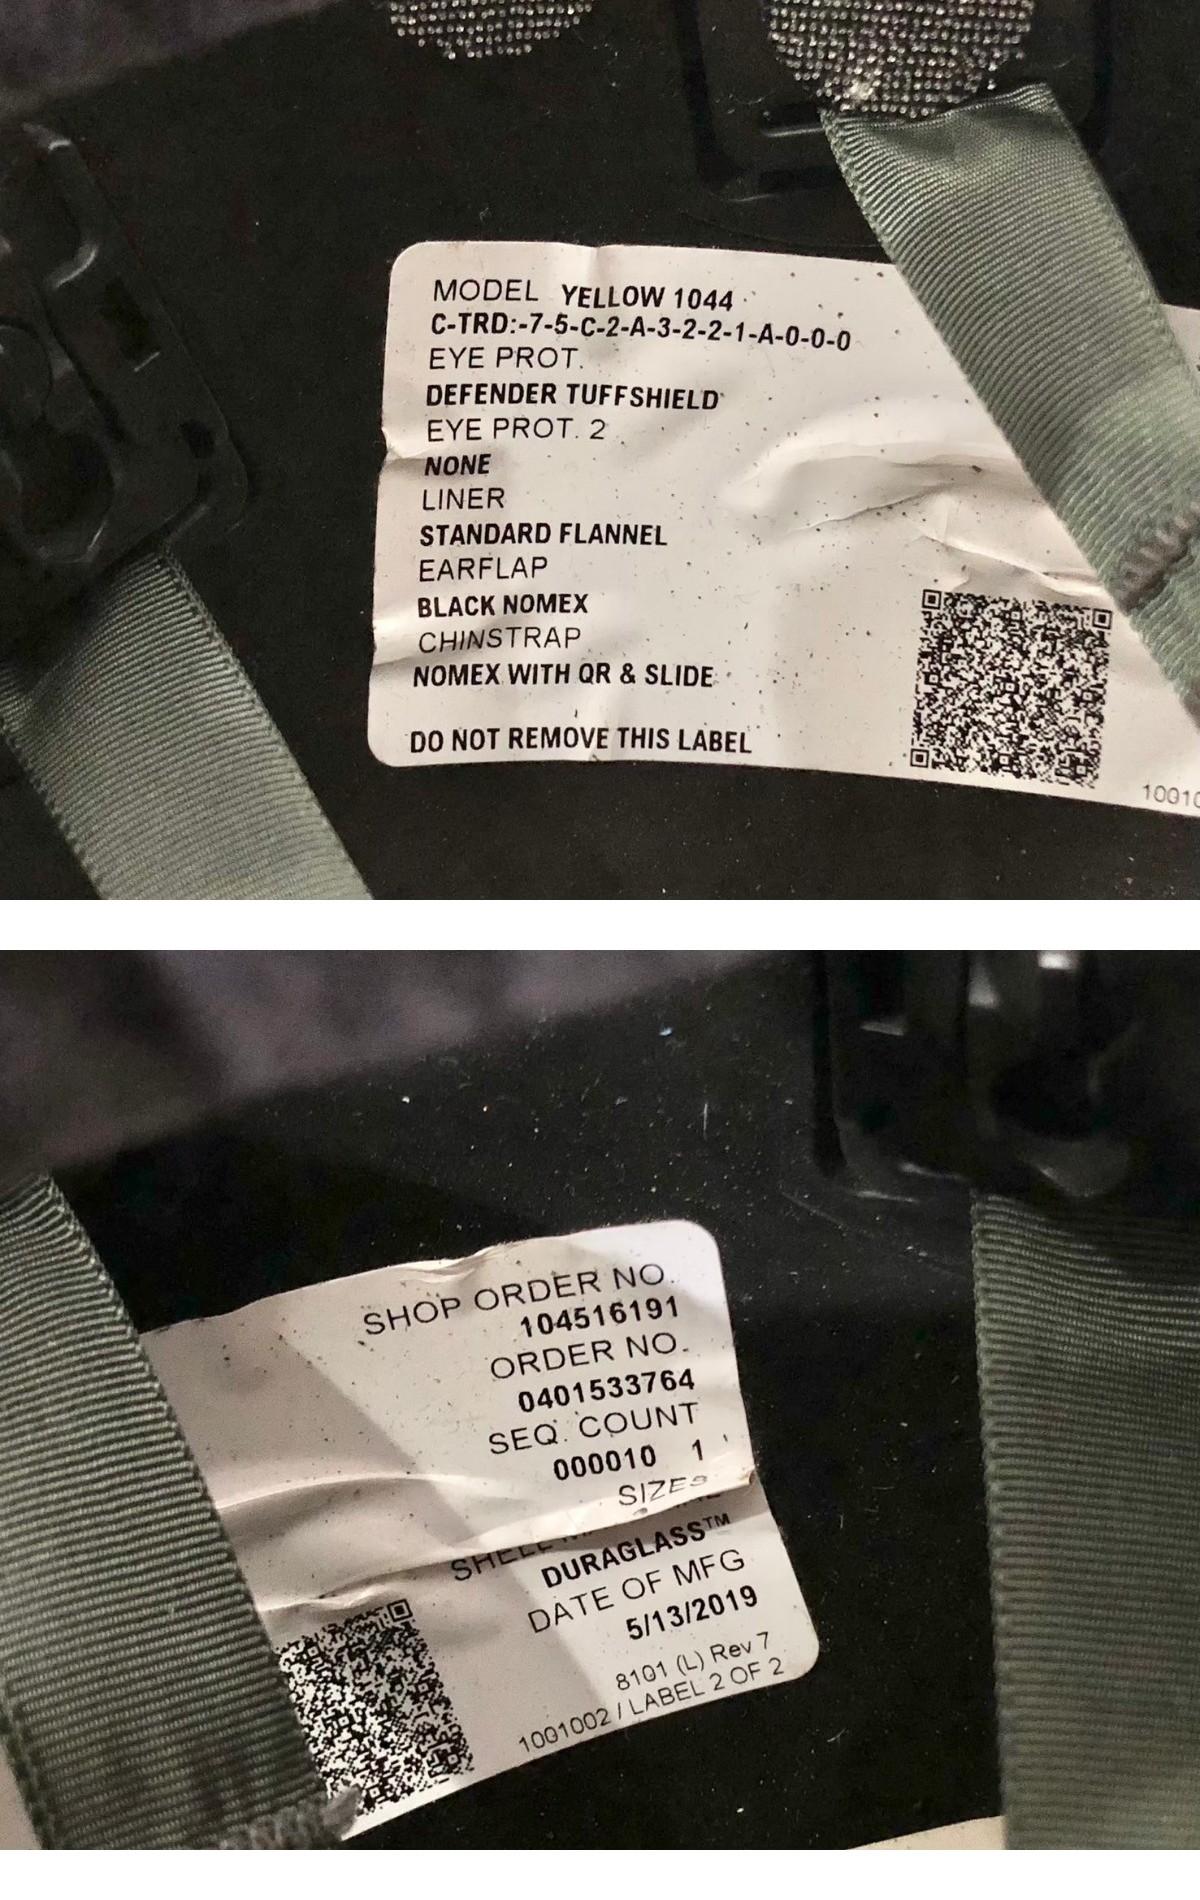 MODEL YELLOW 1044
C-TRD:-7-5-C-2-A-3-2-2-1-A-0-0-0
EYE PROT.
DEFENDER TUFFSHIELD
EYE PROT. 2
NONE
LINER
STANDARD FLANNEL
EARFLAP
BLACK NOMEX
CHINSTRAP
NOMEX WITH QR & SLIDE
DO NOT REMOVE THIS LABEL
SHOP ORDER NO.
104516191
ORDER NO.
0401533764
SEQ. COUNT
000010 1
SIZES
SHELL
DURAGLASS™
DATE OF MFG
5/13/2019
8101 (L) Rev 7
1001002 / LABEL 2 OF 2